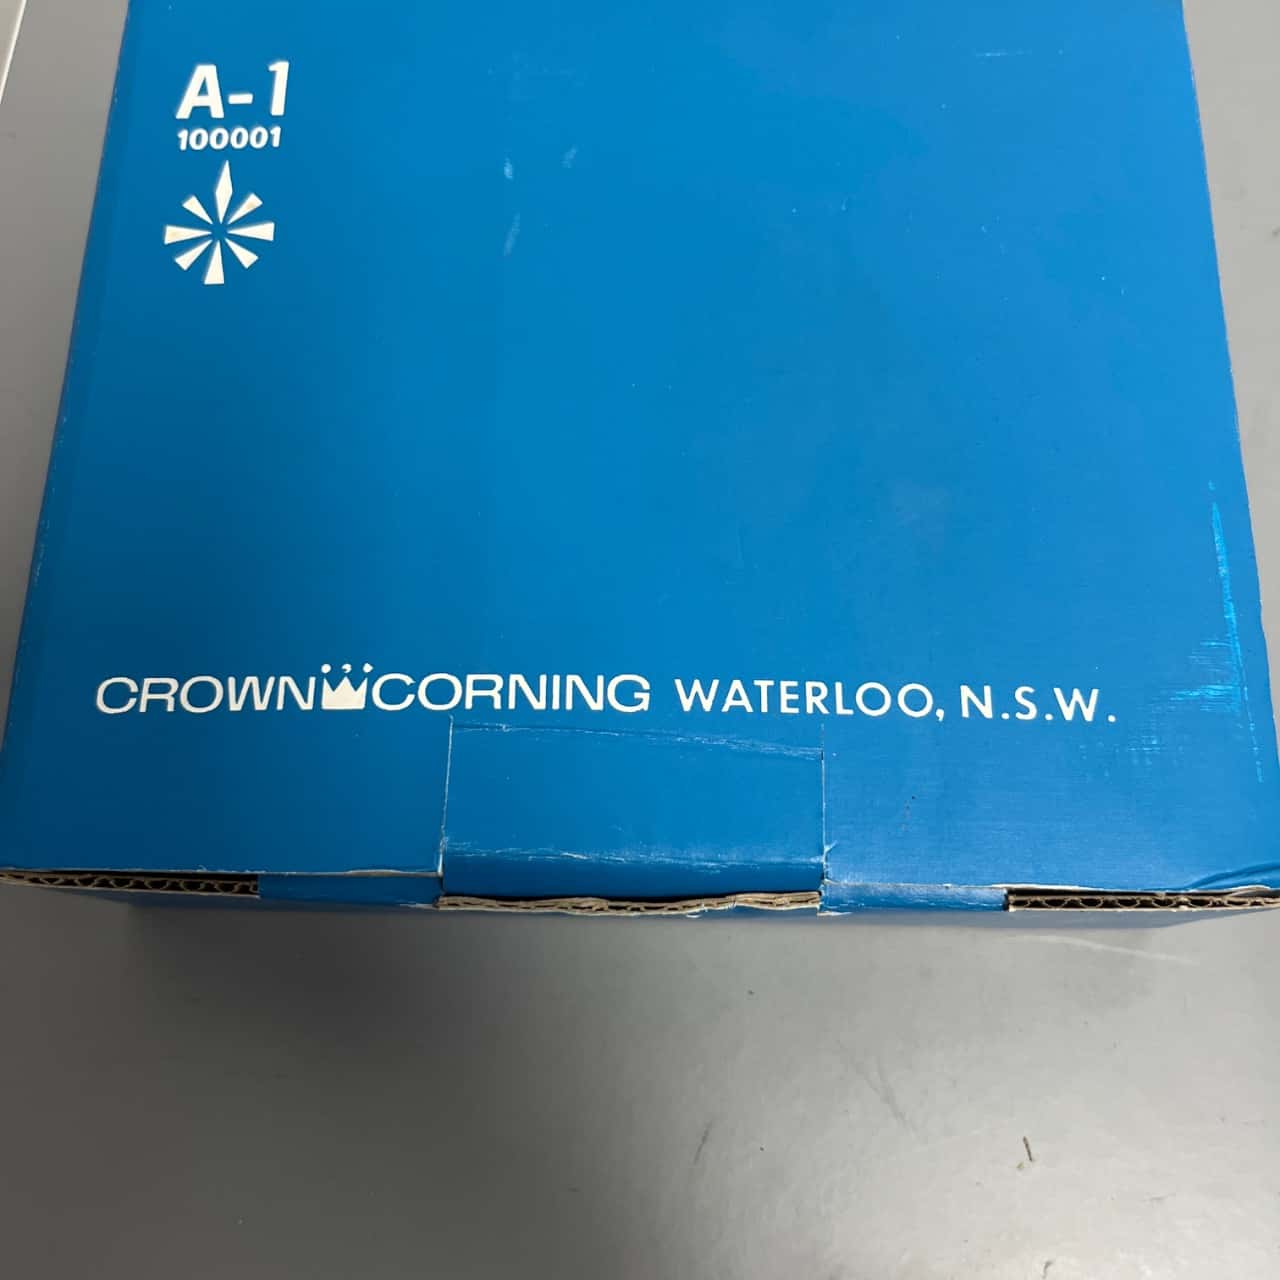 A-1
100001
CROWN CORNING WATERLOO, N.S.W.